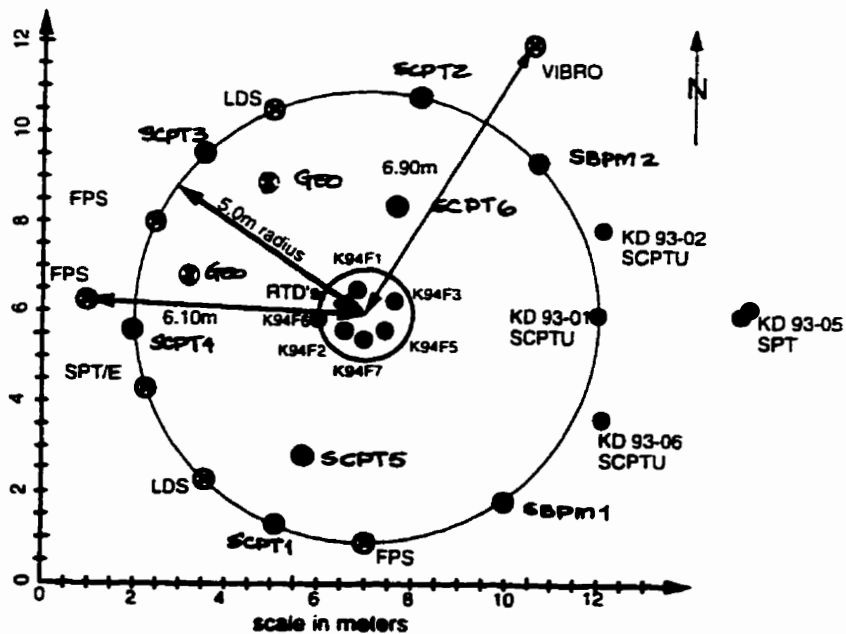 12
10
8
6
4
2
0
0
2
4
6
8
10
12
scale in meters
N
SCPT2
VIBRO
LDS
SCPT3
GEO
6.90m
SBPM2
SCPT6
FPS
5.0m radius
KD 93-02
SCPTU
K94F1
FPS
GEO
RTD's
K94F3
6.10m
K94F6
KD 93-01
SCPTU
KD 93-05
SPT
SCPT4
K94F2
K94F5
SPT/E
K94F7
KD 93-06
SCPTU
SCPT5
LDS
SBPM1
SCPT1
FPS